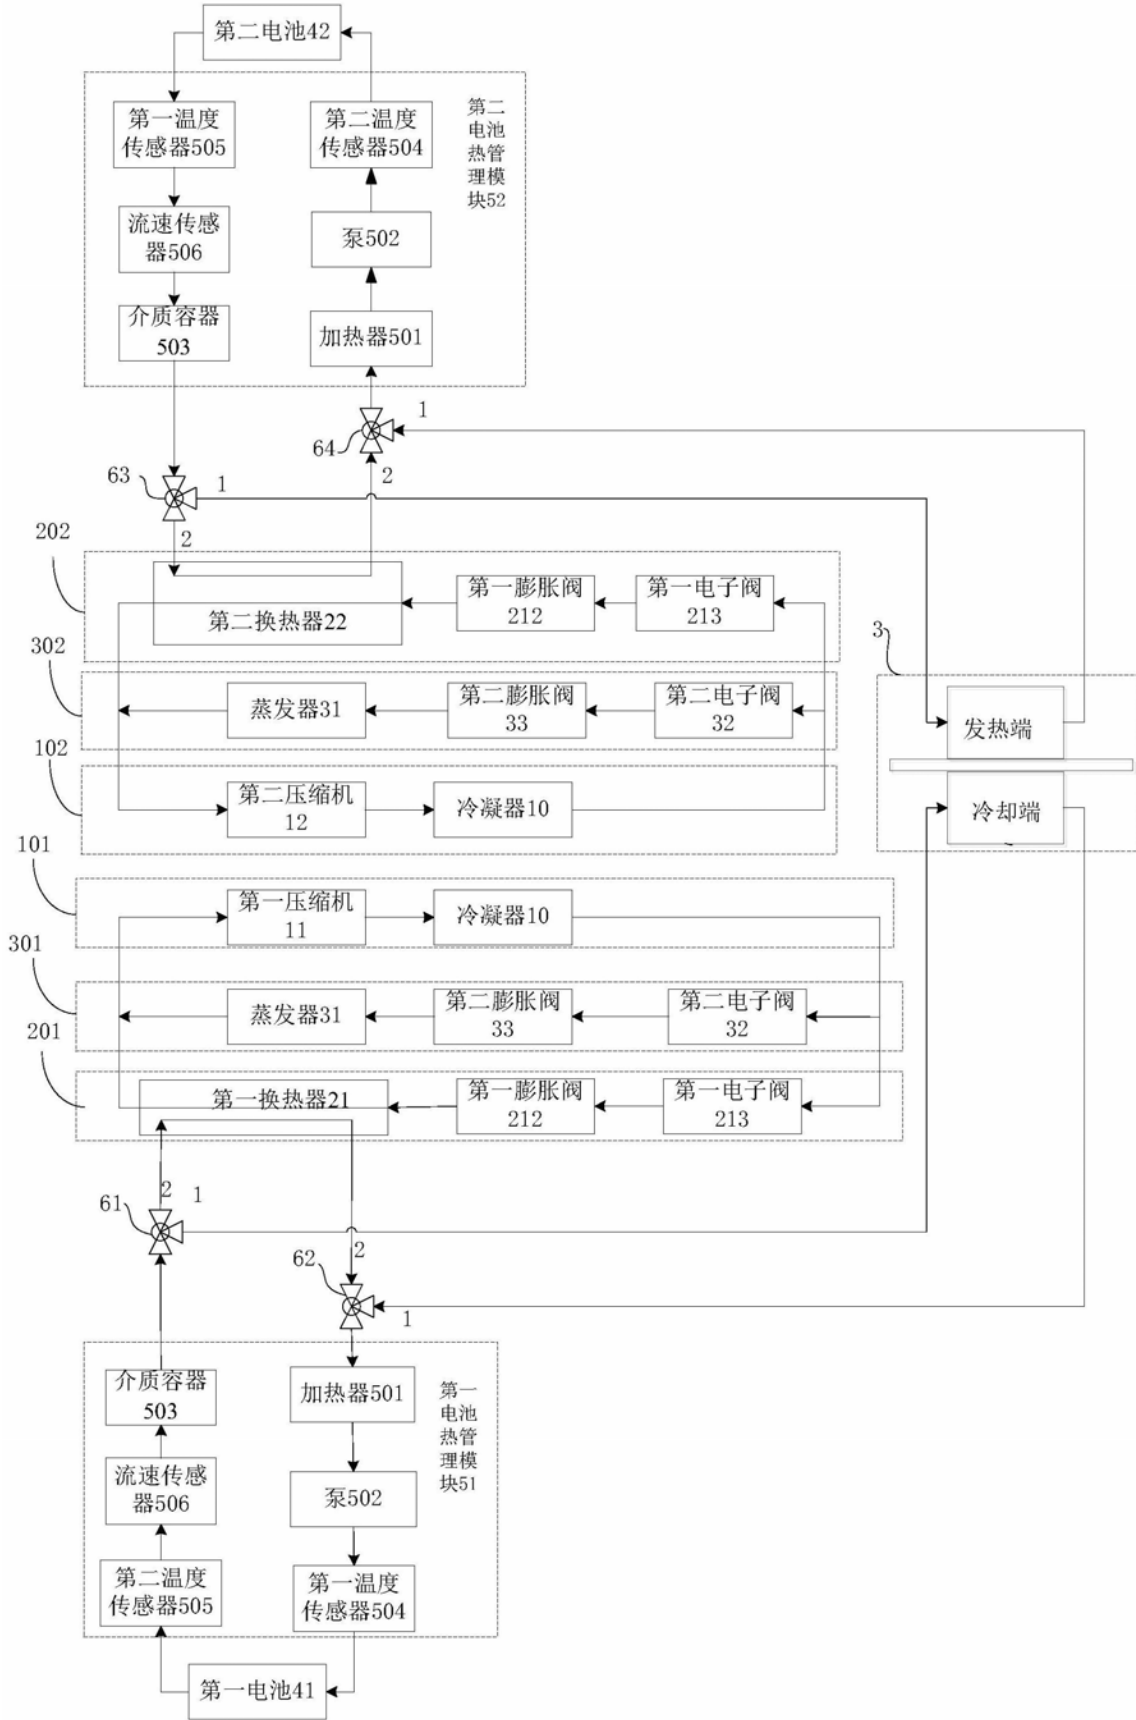 第二电池42
第一温度
传感器505
第二温度
传感器504
第二
电池
热管
理模
块52
流速传感
器506
泵502
介质容器
503
加热器501
1
64
2
63
1
2
202
第二换热器22
第一膨胀阀
212
第一电子阀
213
302
蒸发器31
第二膨胀阀
33
第二电子阀
32
3
发热端
102
第二压缩机
12
冷凝器10
冷却端
101
第一压缩机
11
冷凝器10
301
蒸发器31
第二膨胀阀
33
第二电子阀
32
201
第一换热器21
第一膨胀阀
212
第一电子阀
213
2
1
61
62
2
1
介质容器
503
加热器501
第一
电池
热管
理模
块51
流速传感
器506
泵502
第二温度
传感器505
第一温度
传感器504
第一电池41